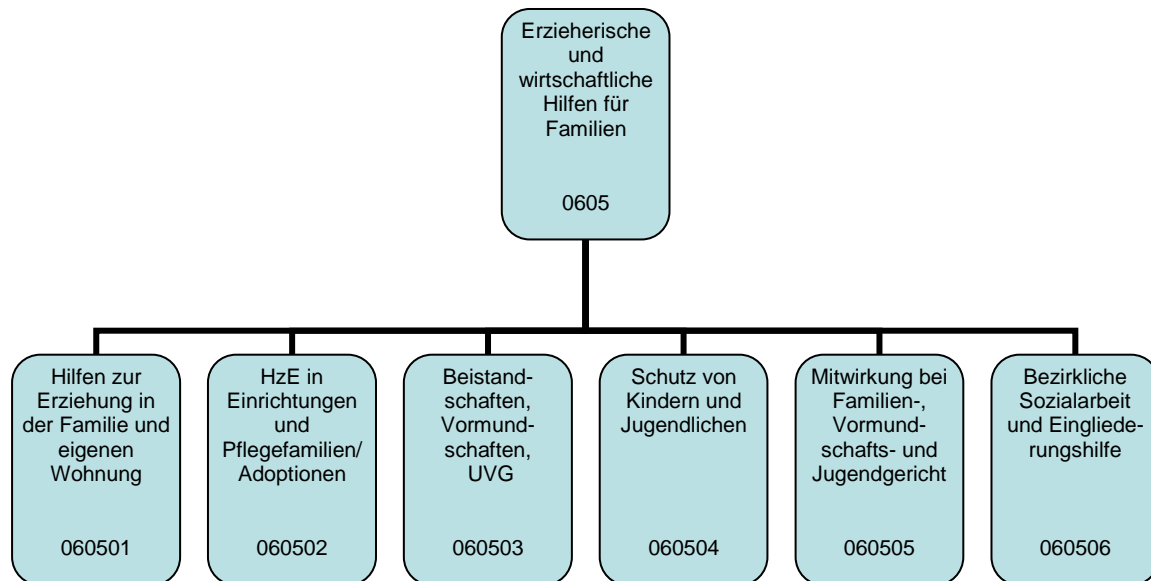 Erzieherische
und
wirtschaftliche
Hilfen für
Familien
0605
Hilfen zur
Erziehung in
der Familie und
eigenen
Wohnung
060501
HzE in
Einrichtungen
und
Pflegefamilien/
Adoptionen
060502
Beistand-
schaften,
Vormund-
schaften,
UVG
060503
Schutz von
Kindern und
Jugendlichen
060504
Mitwirkung bei
Familien-,
Vormund-
schafts- und
Jugendgericht
060505
Bezirkliche
Sozialarbeit
und Eingliede-
rungshilfe
060506